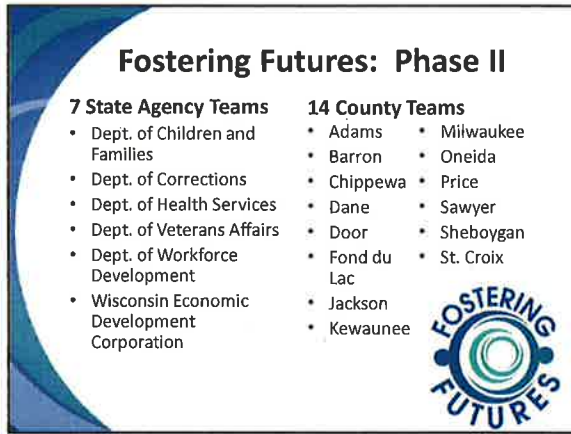 Fostering Futures: Phase II
7 State Agency Teams
• Dept. of Children and
Families
• Dept. of Corrections
• Dept. of Health Services
• Dept. of Veterans Affairs
• Dept. of Workforce
Development
• Wisconsin Economic
Development
Corporation
14 County Teams
• Adams
• Barron
• Chippewa
• Dane
• Door
• Fond du
Lac
• Jackson
• Kewaunee
• Milwaukee
• Oneida
• Price
• Sawyer
• Sheboygan
• St. Croix
FOSTERING
FUTURES